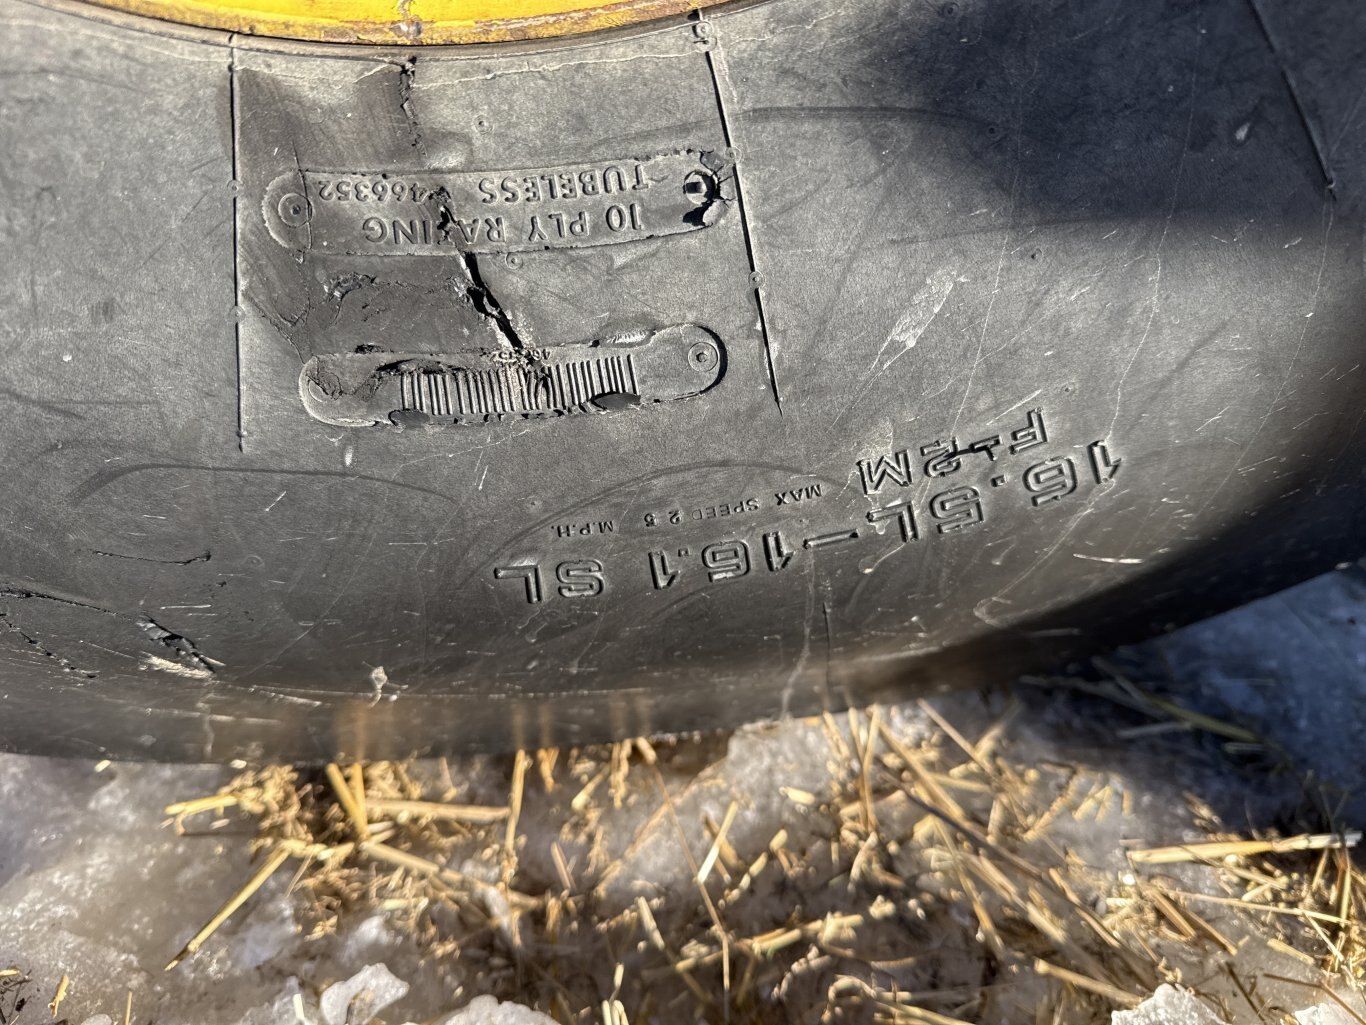 16.5L-16.1 SL
F-2M
MAX SPEED 25 M.P.H.
10 PLY RATING
TUBELESS 466352